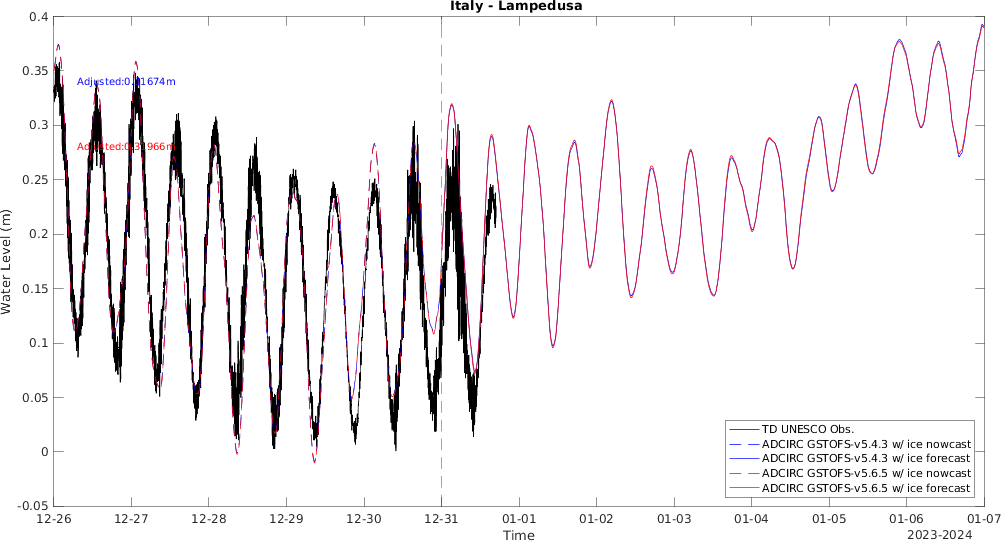 Italy - Lampedusa
0.4
0.35
0.3
0.25
0.2
0.15
0.1
0.05
0
-0.05
Water Level (m)
TD UNESCO Obs.
ADCIRC GSTOFS-v5.4.3 w/ ice nowcast
ADCIRC GSTOFS-v5.4.3 w/ ice forecast
ADCIRC GSTOFS-v5.6.5 w/ ice nowcast
ADCIRC GSTOFS-v5.6.5 w/ ice forecast
12-26 12-27 12-28 12-29 12-30 12-31 01-01 01-02 01-03 01-04 01-05 01-06 01-07
Time
2023-2024